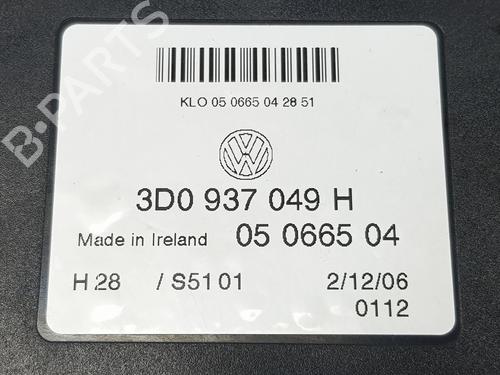 B-PARTS
KLO 05 0665 04 28 51
3D0 937 049 H
Made in Ireland 05 0665 04
H 28 / S51 01 2/12/06
0112